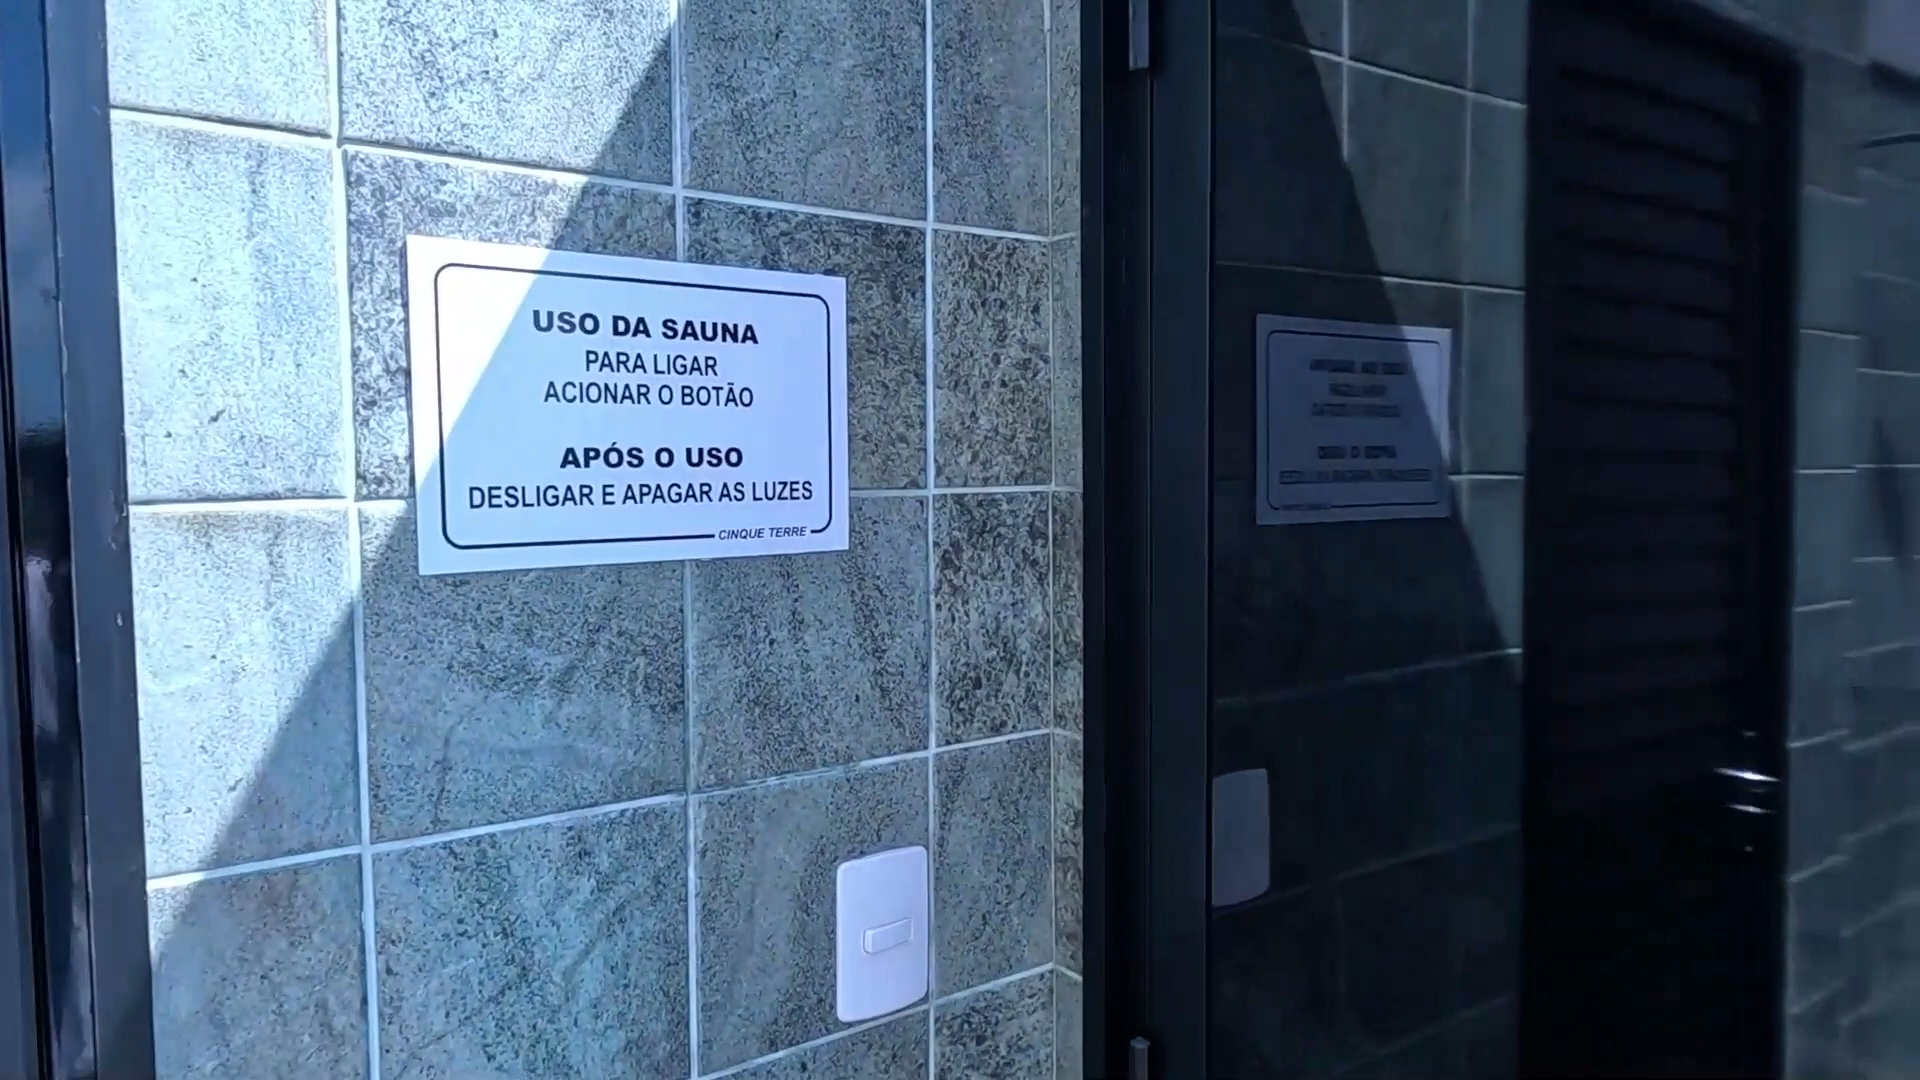 USO DA SAUNA
PARA LIGAR
ACIONAR O BOTÃO
APÓS O USO
DESLIGAR E APAGAR AS LUZES
CINQUE TERRE